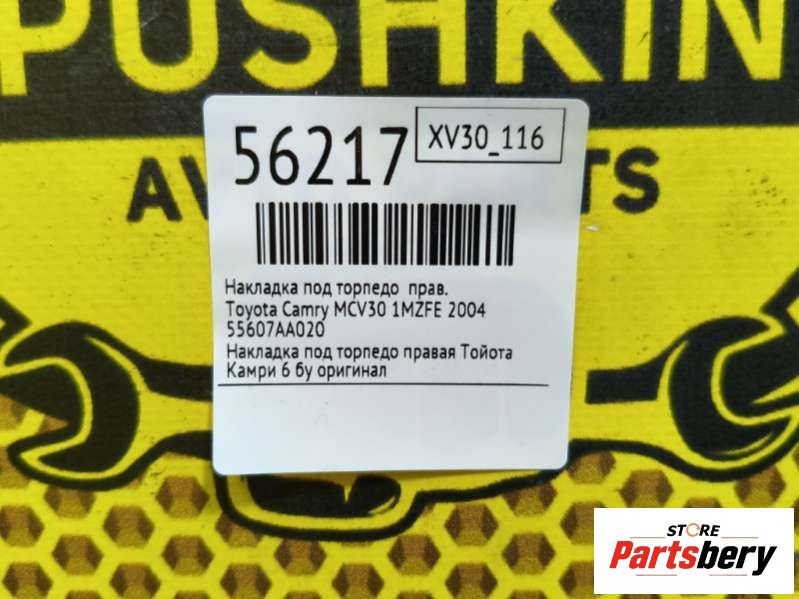 PUSHKIN
56217
XV30_116
Накладка под торпедо прав.
Toyota Camry MCV30 1MZFE 2004
55607AA020
Накладка под торпедо правая Тойота
Камри 6 бу оригинал
STORE
Partsbery